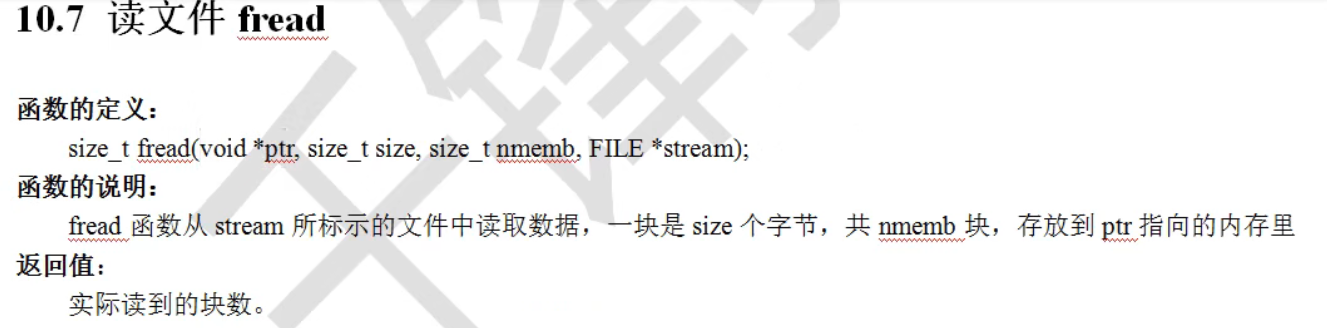 10.7 读文件 fread
函数的定义：
size_t fread(void *ptr, size_t size, size_t nmemb, FILE *stream);
函数的说明：
fread 函数从 stream 所标示的文件中读取数据，一块是 size 个字节，共 nmemb 块，存放到 ptr 指向的内存里
返回值：
实际读到的块数。